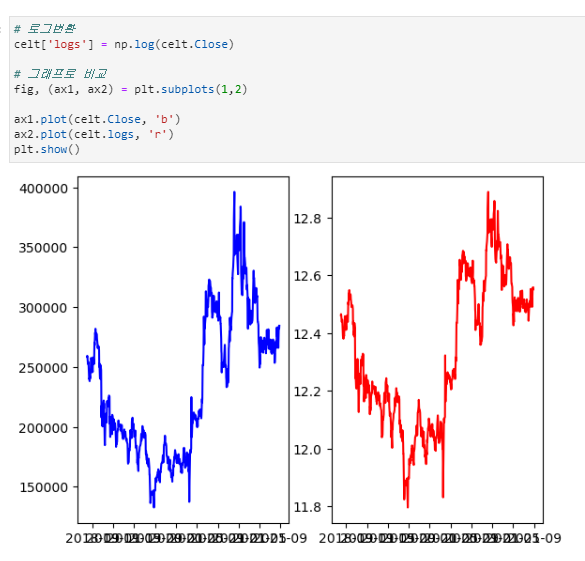 # 로그변환
celt['logs'] = np.log(celt.Close)
# 그래프로 비교
fig, (ax1, ax2) = plt.subplots(1,2)
ax1.plot(celt.Close, 'b')
ax2.plot(celt.logs, 'r')
plt.show()
400000
350000
300000
250000
200000
150000
12.8
12.6
12.4
12.2
12.0
11.8